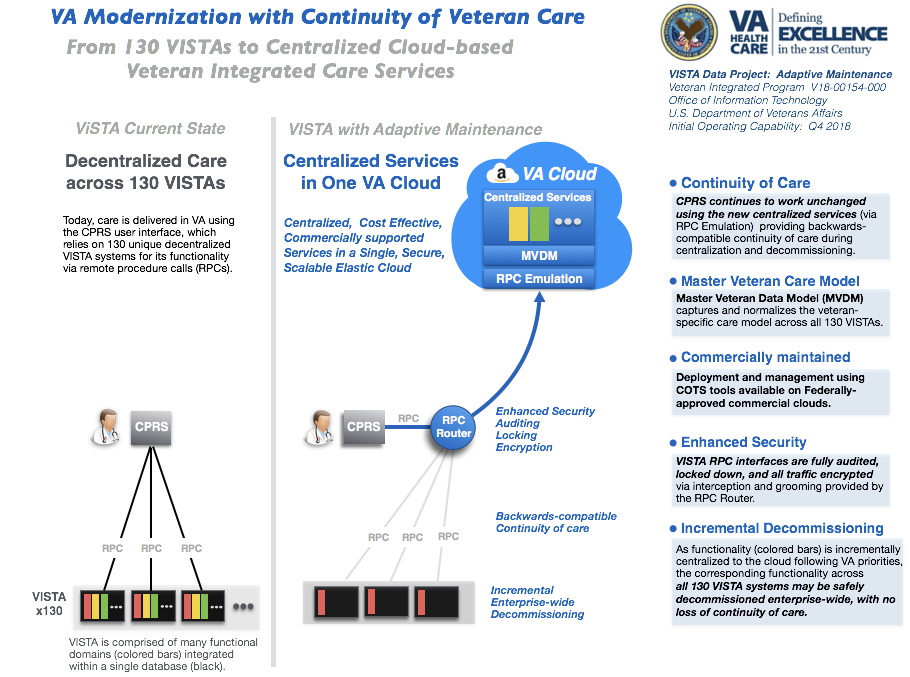 VA Modernization with Continuity of Veteran Care
From 130 VISTAs to Centralized Cloud-based
Veteran Integrated Care Services
VA
HEALTH
CARE
Defining
EXCELLENCE
in the 21st Century
VISTA Data Project: Adaptive Maintenance
Veteran Integrated Program V18-00154-000
Office of Information Technology
U.S. Department of Veterans Affairs
Initial Operating Capability: Q4 2018
ViSTA Current State
Decentralized Care
across 130 VISTAs
Today, care is delivered in VA using
the CPRS user interface, which
relies on 130 unique decentralized
VISTA systems for its functionality
via remote procedure calls (RPCs).
CPRS
RPC
RPC
RPC
VISTA
x130
VISTA is comprised of many functional
domains (colored bars) integrated
within a single database (black).
VISTA with Adaptive Maintenance
Centralized Services
in One VA Cloud
Centralized, Cost Effective,
Commercially supported
Services in a Single, Secure,
Scalable Elastic Cloud
a VA Cloud
Centralized Services
MVDM
RPC Emulation
CPRS
RPC
RPC
Router
Enhanced Security
Auditing
Locking
Encryption
RPC
RPC
RPC
Backwards-compatible
Continuity of care
Incremental
Enterprise-wide
Decommissioning
• Continuity of Care
CPRS continues to work unchanged
using the new centralized services (via
RPC Emulation) providing backwards-
compatible continuity of care during
centralization and decommissioning.
• Master Veteran Care Model
Master Veteran Data Model (MVDM)
captures and normalizes the veteran-
specific care model across all 130 VISTAs.
• Commercially maintained
Deployment and management using
COTS tools available on Federally-
approved commercial clouds.
• Enhanced Security
VISTA RPC interfaces are fully audited,
locked down, and all traffic encrypted
via interception and grooming provided by
the RPC Router.
• Incremental Decommissioning
As functionality (colored bars) is incrementally
centralized to the cloud following VA priorities,
the corresponding functionality across
all 130 VISTA systems may be safely
decommissioned enterprise-wide, with no
loss of continuity of care.